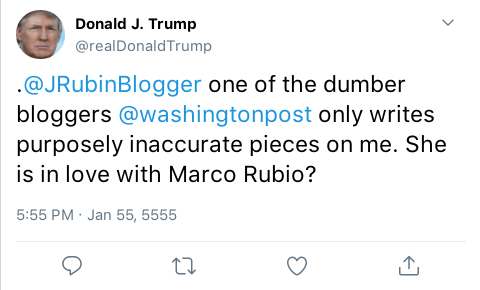 Donald J. Trump
@realDonaldTrump
.@JRubinBlogger one of the dumber
bloggers @washingtonpost only writes
purposely inaccurate pieces on me. She
is in love with Marco Rubio?
5:55 PM · Jan 55, 5555